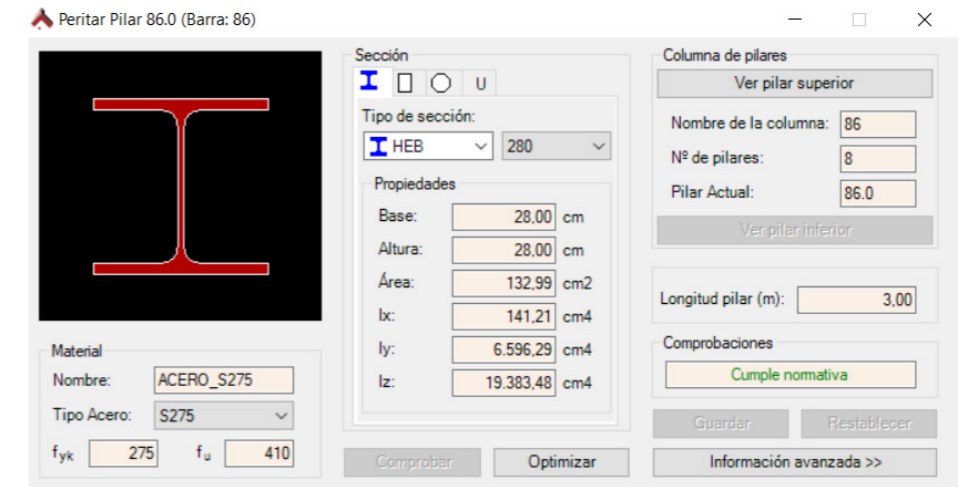 Peritar Pilar 86.0 (Barra: 86)
Sección
U
Tipo de sección:
HEB 280
Propiedades
Base: 28,00 cm
Altura: 28,00 cm
Área: 132,99 cm2
Ix: 141,21 cm4
Iy: 6.596,29 cm4
Iz: 19.383,48 cm4
Comprobar Optimizar
Material
Nombre: ACERO_S275
Tipo Acero: S275
fyk 275 fu 410
Columna de pilares
Ver pilar superior
Nombre de la columna: 86
Nº de pilares: 8
Pilar Actual: 86.0
Ver pilar inferior
Longitud pilar (m): 3,00
Comprobaciones
Cumple normativa
Guardar Restablecer
Información avanzada >>